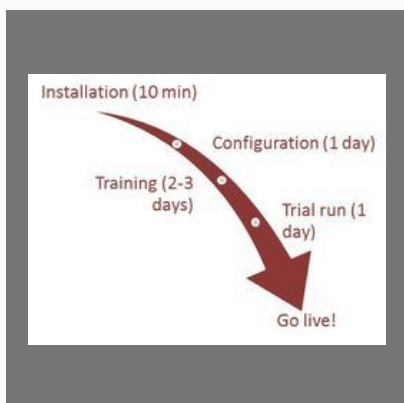 Installation (10 min)
Configuration (1 day)
Training (2-3
days)
Trial run (1
day)
Go live!